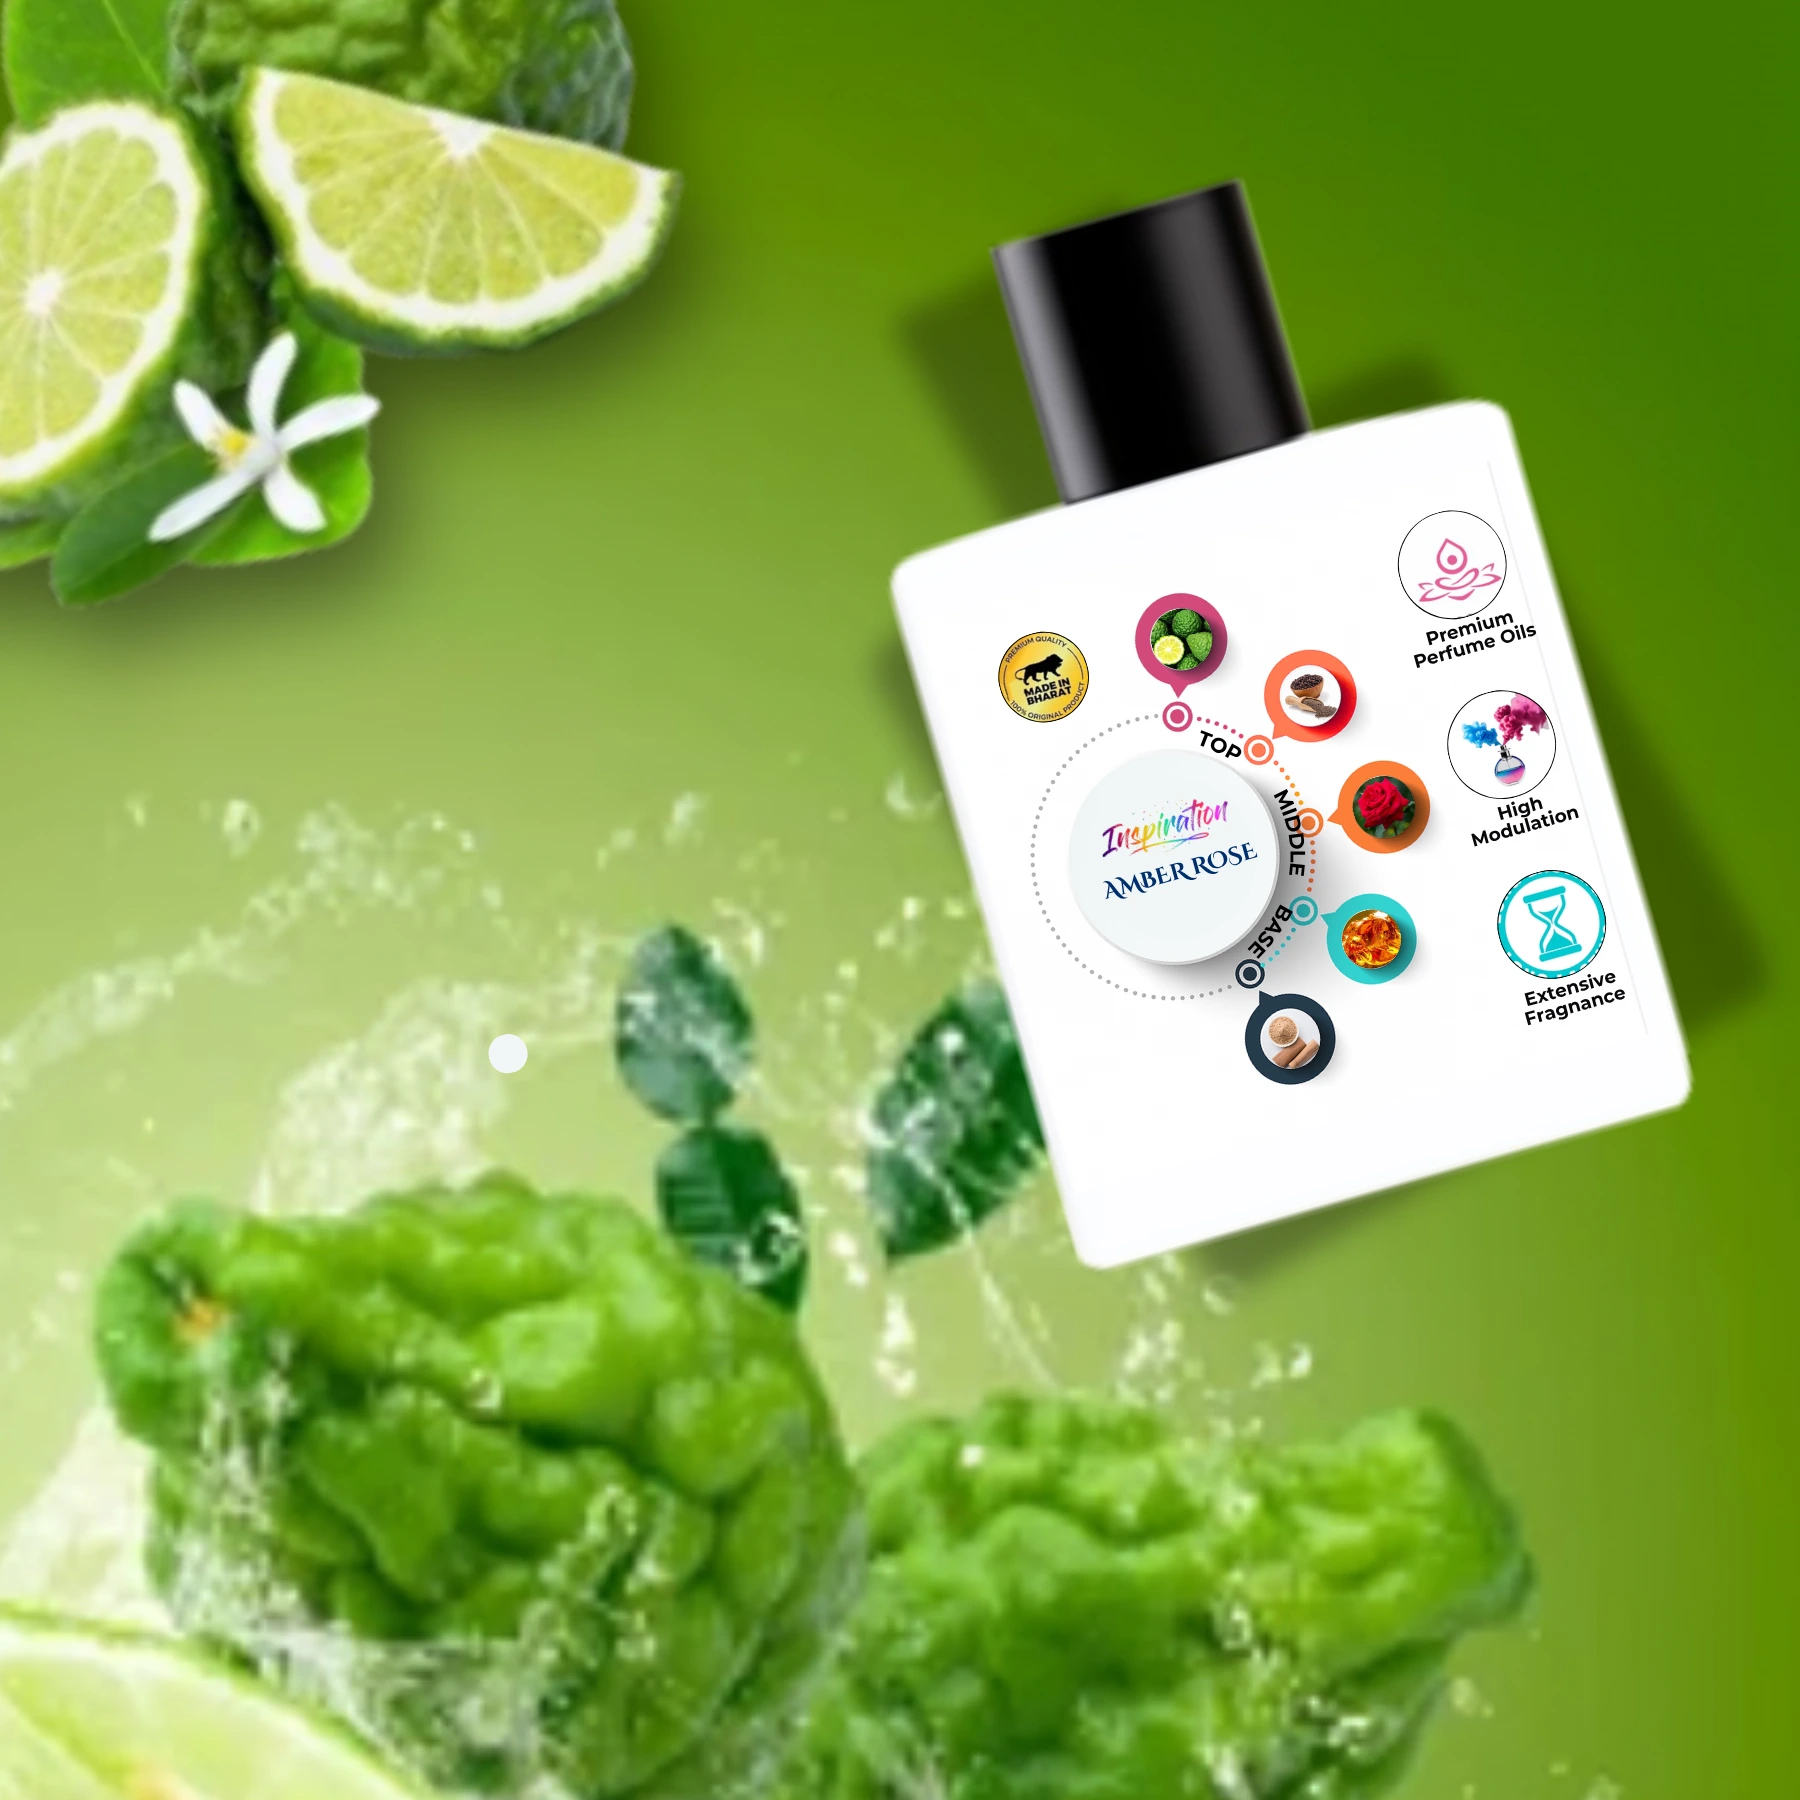 PREMIUM QUALITY
MADE IN
BHARAT
100% ORIGINAL PRODUCT
TOP
MIDDLE
BASE
Inspiration
AMBER ROSE
Premium
Perfume Oils
High
Modulation
Extensive
Fragnance